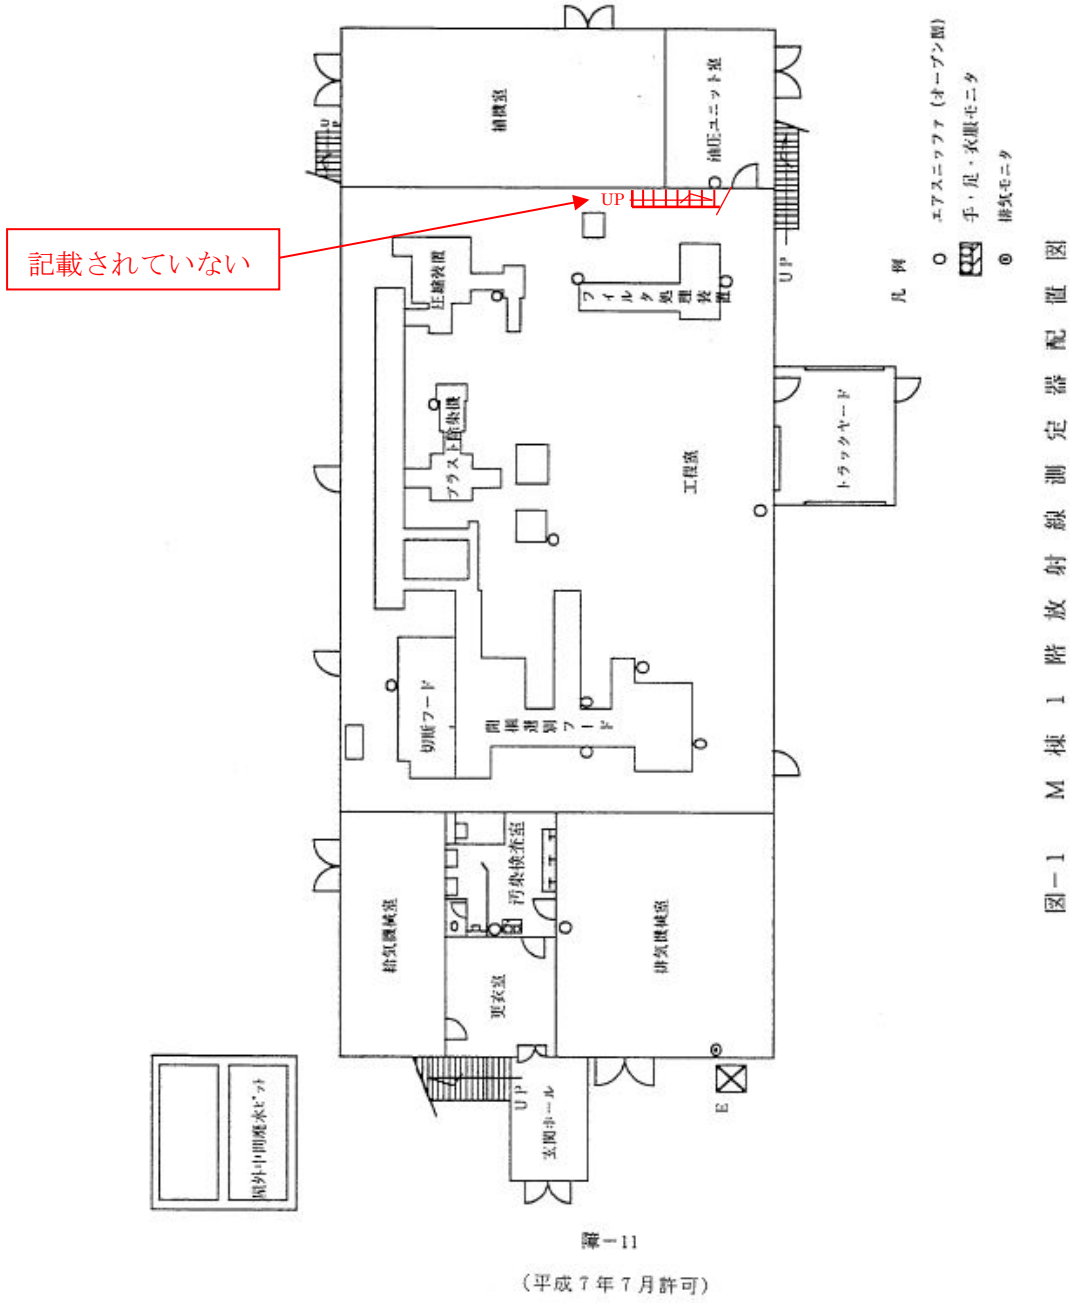 補機室
油圧ユニット室
UP
UP
記載されていない
圧縮装置
フィルタ処理装置
UP
ブラスト除染機
工程室
トラックヤード
切断フード
開梱選別フード
汚染検査室
給気機械室
更衣室
排気機械室
UP
玄関ホール
E
屋外中間廃水ピット
凡例
エアスニッファ(オープン型)
手・足・衣服モニタ
排気モニタ
図-1 M棟1階放射線測定器配置図
-11
(平成7年7月許可)